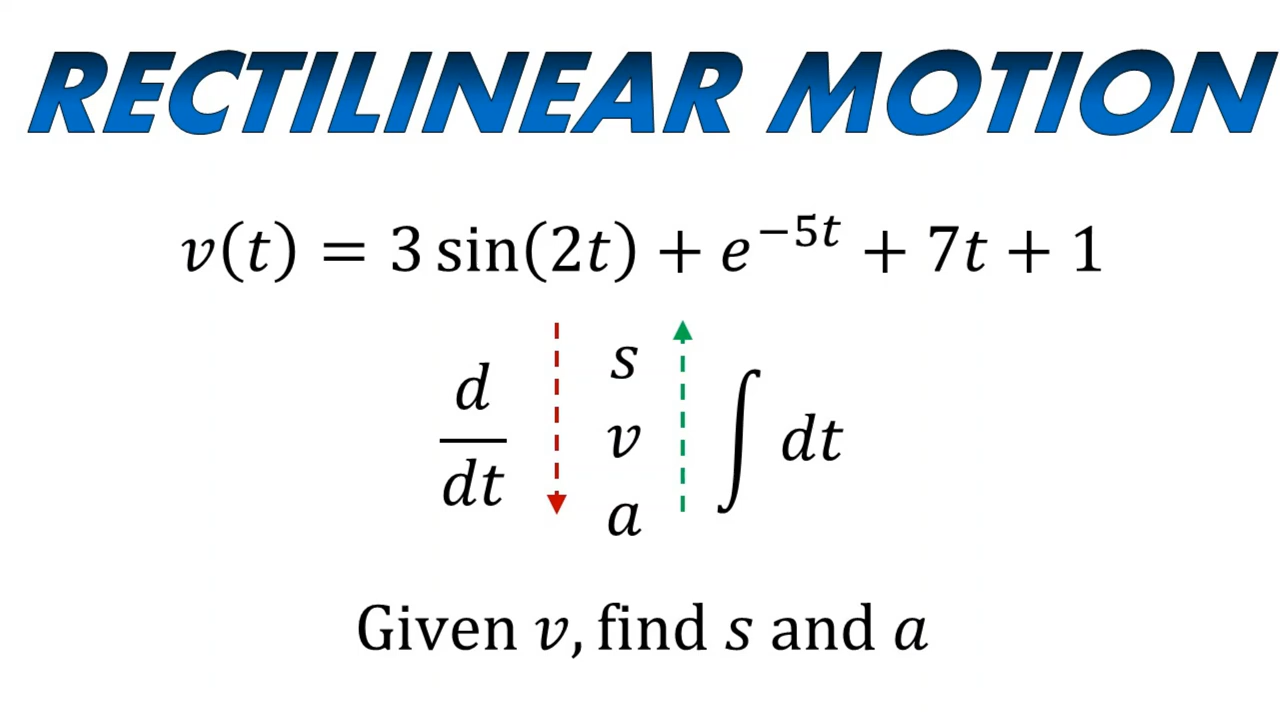 RECTILINEAR MOTION
v(t) = 3 sin(2t) + e^{−5t} + 7t + 1
d/dt
s
v
a
∫ dt
Given v, find s and a